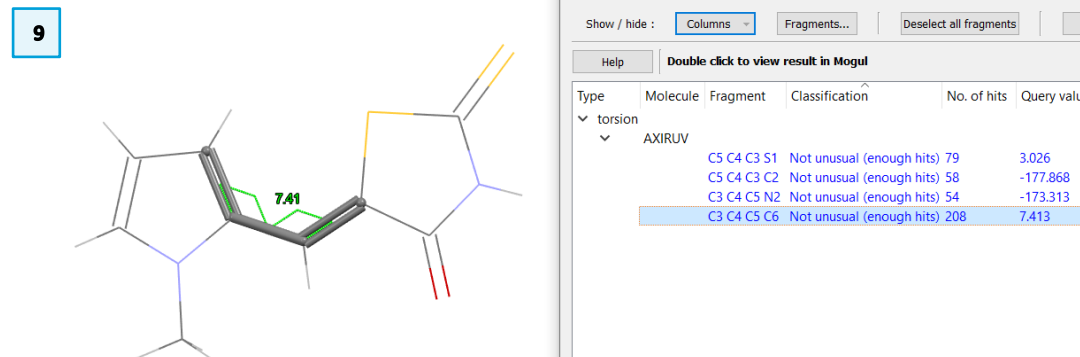 9
7.41
Show / hide :
Columns
Fragments...
Deselect all fragments
Help
Double click to view result in Mogul
Type Molecule Fragment Classification No. of hits Query valu
torsion
AXIRUV
C5 C4 C3 S1 Not unusual (enough hits) 79 3.026
C5 C4 C3 C2 Not unusual (enough hits) 58 -177.868
C3 C4 C5 N2 Not unusual (enough hits) 54 -173.313
C3 C4 C5 C6 Not unusual (enough hits) 208 7.413